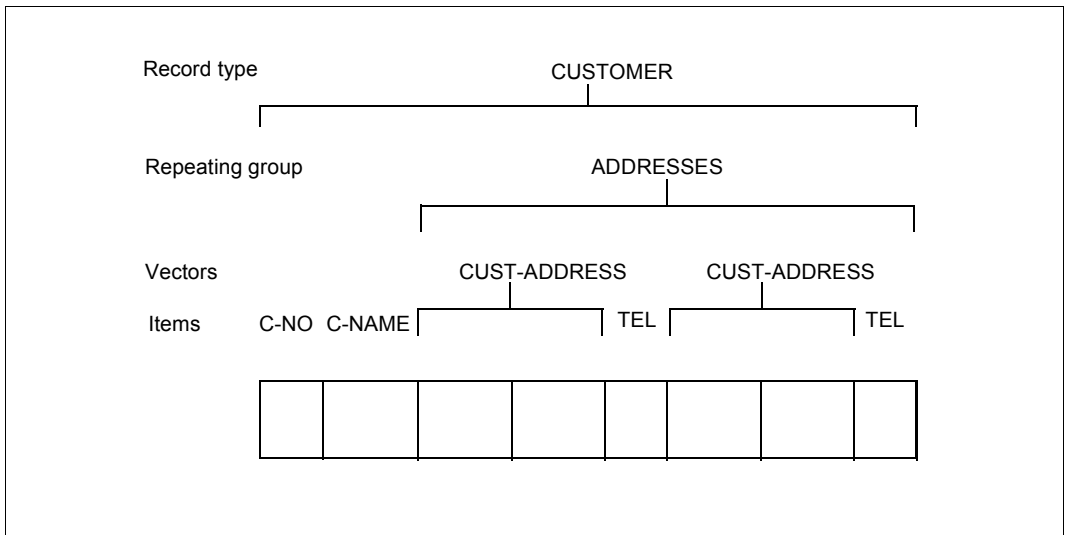 Record type CUSTOMER
Repeating group ADDRESSES
Vectors CUST-ADDRESS CUST-ADDRESS
Items C-NO C-NAME TEL TEL